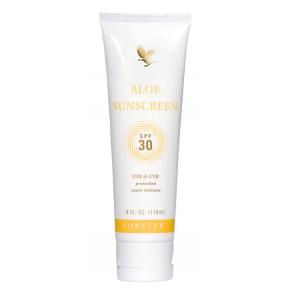 ALOE
SUNSCREEN
SPF
30
UVA & UVB
protection
water resistant
4 FL. OZ. (118ml)
FOREVER